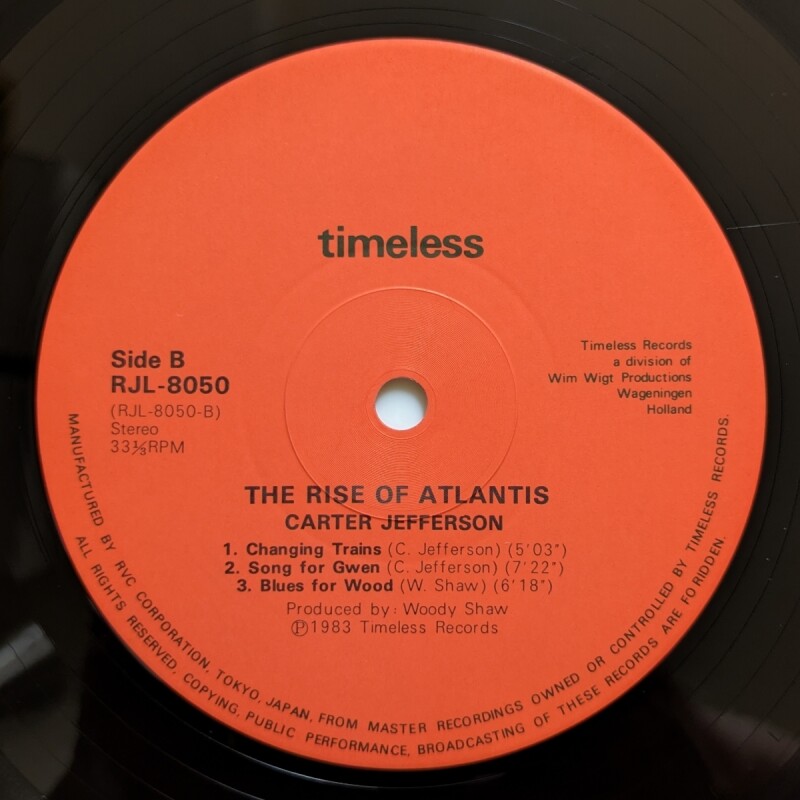 timeless
Side B
RJL-8050
(RJL-8050-B)
Stereo
33⅓RPM
Timeless Records
a division of
Wim Wigt Productions
Wageningen
Holland
THE RISE OF ATLANTIS
CARTER JEFFERSON
1. Changing Trains (C. Jefferson) (5'03")
2. Song for Gwen (C. Jefferson) (7'22")
3. Blues for Wood (W. Shaw) (6'18")
Produced by: Woody Shaw
Ⓟ1983 Timeless Records
MANUFACTURED BY RVC CORPORATION, TOKYO, JAPAN, FROM MASTER RECORDINGS OWNED OR CONTROLLED BY TIMELESS RECORDS.
ALL RIGHTS RESERVED, COPYING, PUBLIC PERFORMANCE, BROADCASTING OF THESE RECORDS ARE FO RIDDEN.